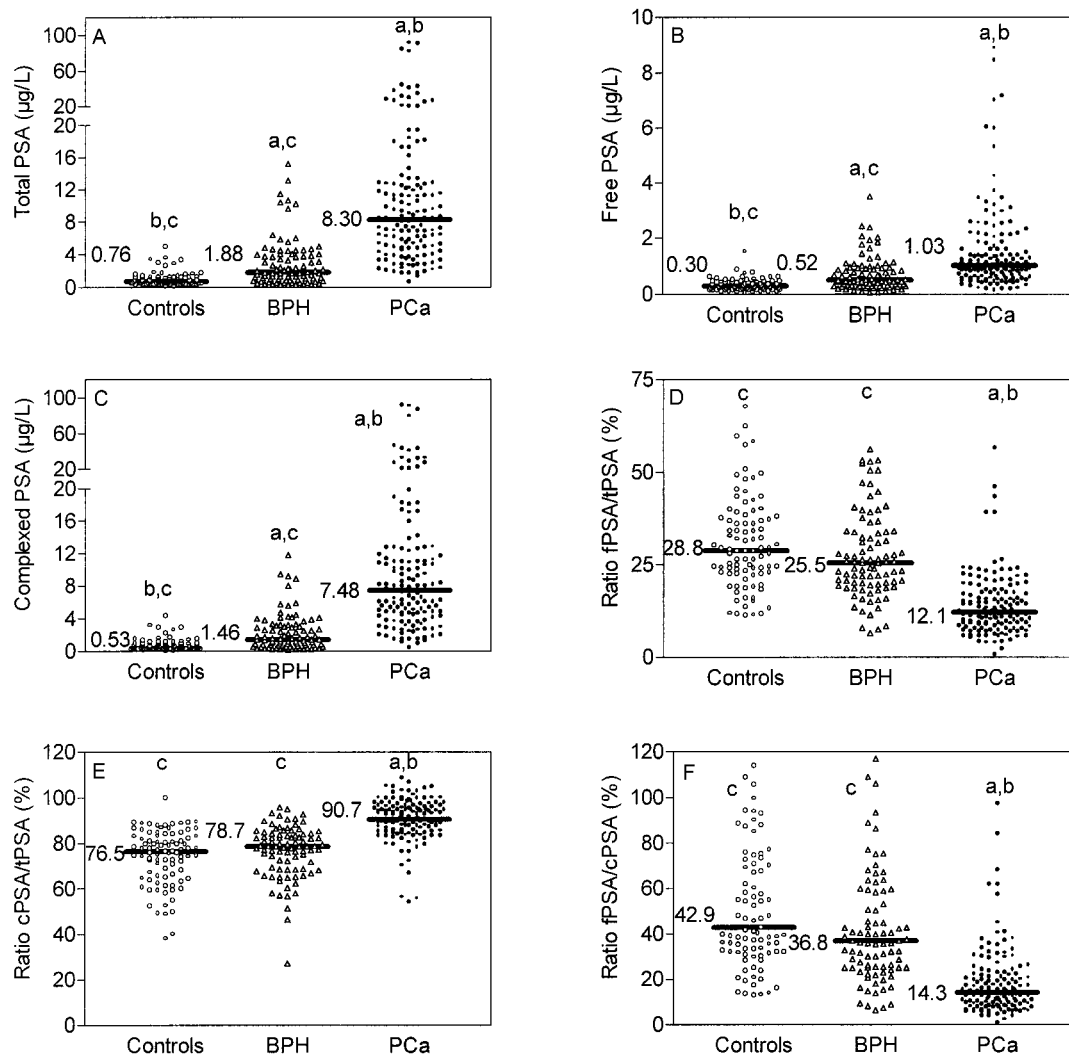 A
Total PSA (µg/L)
100
60
20
20
16
12
8
4
0
a,b
a,c
b,c
0.76
1.88
8.30
Controls BPH PCa
B
Free PSA (µg/L)
10
8
6
4
2
0
a,b
a,c
b,c
0.30
0.52
1.03
Controls BPH PCa
C
Complexed PSA (µg/L)
100
60
20
20
16
12
8
4
0
a,b
a,c
b,c
0.53
1.46
7.48
Controls BPH PCa
D
Ratio fPSA/tPSA (%)
75
50
25
0
c
c
a,b
28.8
25.5
12.1
Controls BPH PCa
E
Ratio cPSA/tPSA (%)
120
100
80
60
40
20
0
c
c
a,b
76.5
78.7
90.7
Controls BPH PCa
F
Ratio fPSA/cPSA (%)
120
100
80
60
40
20
0
c
c
a,b
42.9
36.8
14.3
Controls BPH PCa